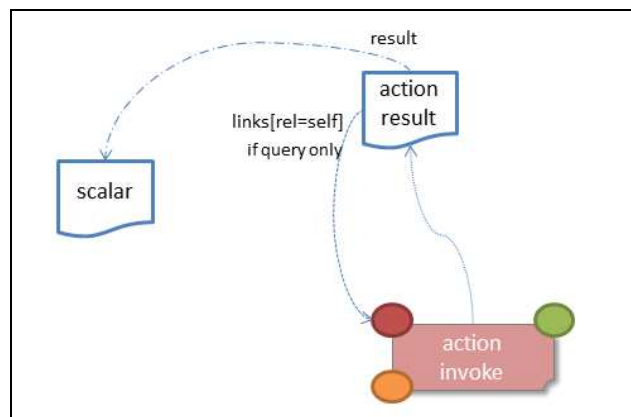 result
action
result
links[rel=self]
if query only
scalar
action
invoke